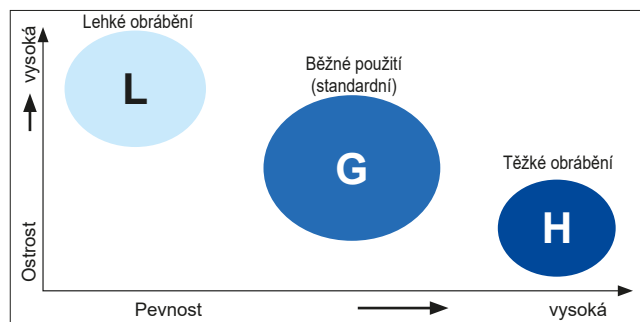 Lehké obrábění
L
Běžné použití
(standardní)
G
Těžké obrábění
H
vysoká
Ostrost
Pevnost
vysoká